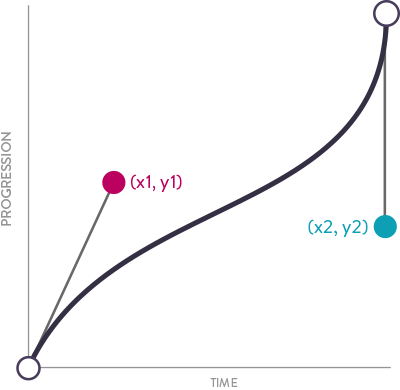 (x1, y1)
PROGRESSION
(x2, y2)
TIME